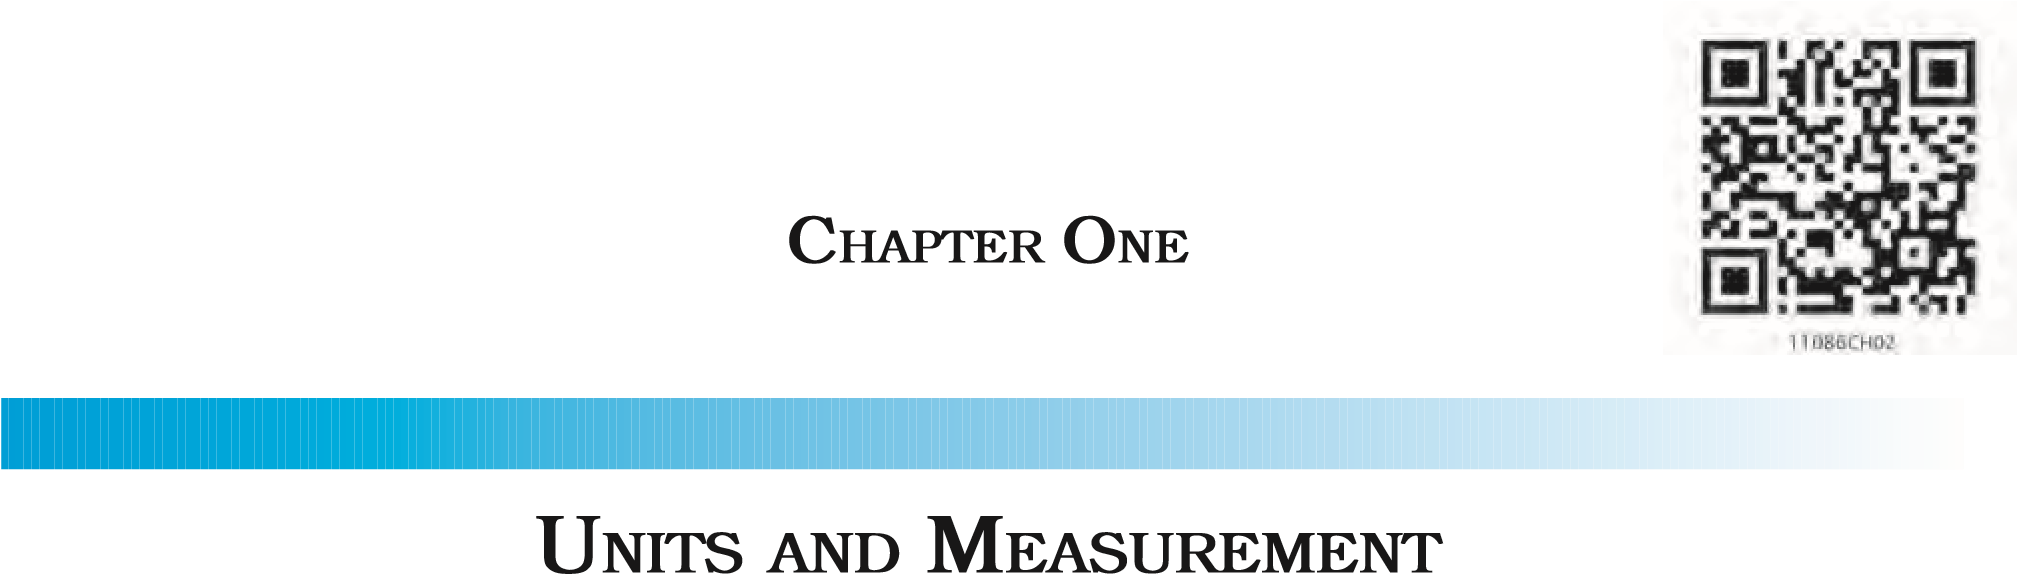 11086CH02
CHAPTER ONE
UNITS AND MEASUREMENT